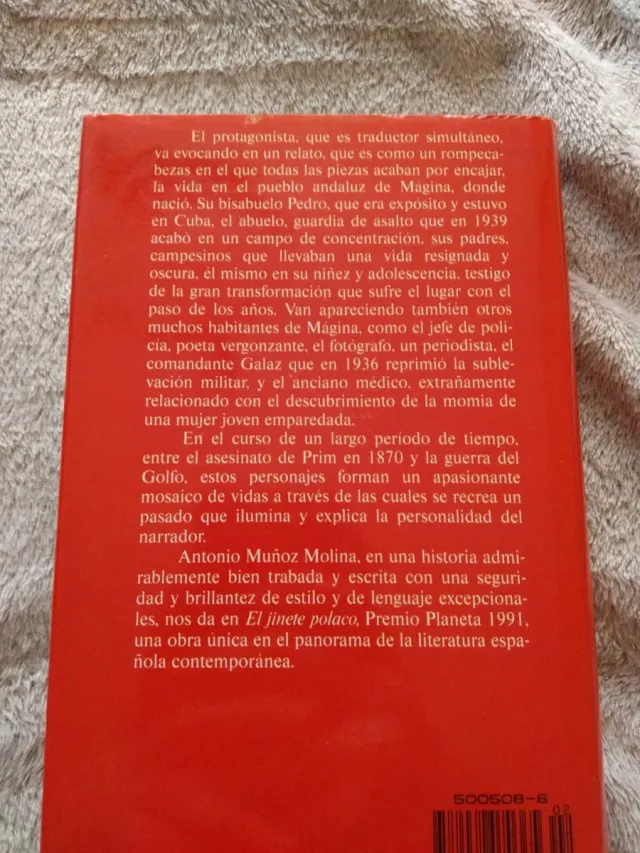 El protagonista, que es traductor simultáneo,
va evocando en un relato, que es como un rompeca-
bezas en el que todas las piezas acaban por encajar,
la vida en el pueblo andaluz de Mágina, donde
nació. Su bisabuelo Pedro, que era expósito y estuvo
en Cuba, el abuelo, guardia de asalto que en 1939
acabó en un campo de concentración, sus padres,
campesinos que llevaban una vida resignada y
oscura, él mismo en su niñez y adolescencia, testigo
de la gran transformación que sufre el lugar con el
paso de los años. Van apareciendo también otros
muchos habitantes de Mágina, como el jefe de poli-
cía, poeta vergonzante, el fotógrafo, un periodista, el
comandante Galaz que en 1936 reprimió la suble-
vación militar, y el anciano médico, extrañamente
relacionado con el descubrimiento de la momia de
una mujer joven emparedada.
En el curso de un largo período de tiempo,
entre el asesinato de Prim en 1870 y la guerra del
Golfo, estos personajes forman un apasionante
mosaico de vidas a través de las cuales se recrea un
pasado que ilumina y explica la personalidad del
narrador.
Antonio Muñoz Molina, en una historia admi-
rablemente bien trabada y escrita con una seguri-
dad y brillantez de estilo y de lenguaje excepciona-
les, nos da en El jinete polaco, Premio Planeta 1991,
una obra única en el panorama de la literatura espa-
ñola contemporánea.
500508-6
02